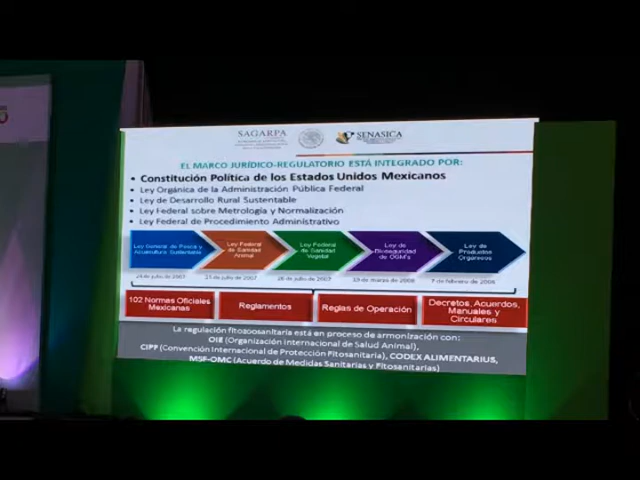 SAGARPA
SENASICA
EL MARCO JURÍDICO-REGULATORIO ESTÁ INTEGRADO POR:
• Constitución Política de los Estados Unidos Mexicanos
• Ley Orgánica de la Administración Pública Federal
• Ley de Desarrollo Rural Sustentable
• Ley Federal sobre Metrología y Normalización
• Ley Federal de Procedimiento Administrativo
Ley General de Pesca y
Acuicultura Sustentable
Ley Federal
de Sanidad
Animal
Ley Federal
de Sanidad
Vegetal
Ley de
Bioseguridad
de OGM's
Ley de
Productos
Orgánicos
24 de julio de 2007
de julio de 2007
de julio de 2007
de marzo de
7 de febrero de 2006
102 Normas Oficiales
Mexicanas
Reglamentos
Reglas de Operación
Decretos, Acuerdos,
Manuales y
Circulares
La regulación fitozoosanitaria está en proceso de armonización con:
OIE (Organización Internacional de Salud Animal),
CIPF (Convención Internacional de Protección Fitosanitaria), CODEX ALIMENTARIUS,
MSF-OMC (Acuerdo de Medidas Sanitarias y Fitosanitarias)